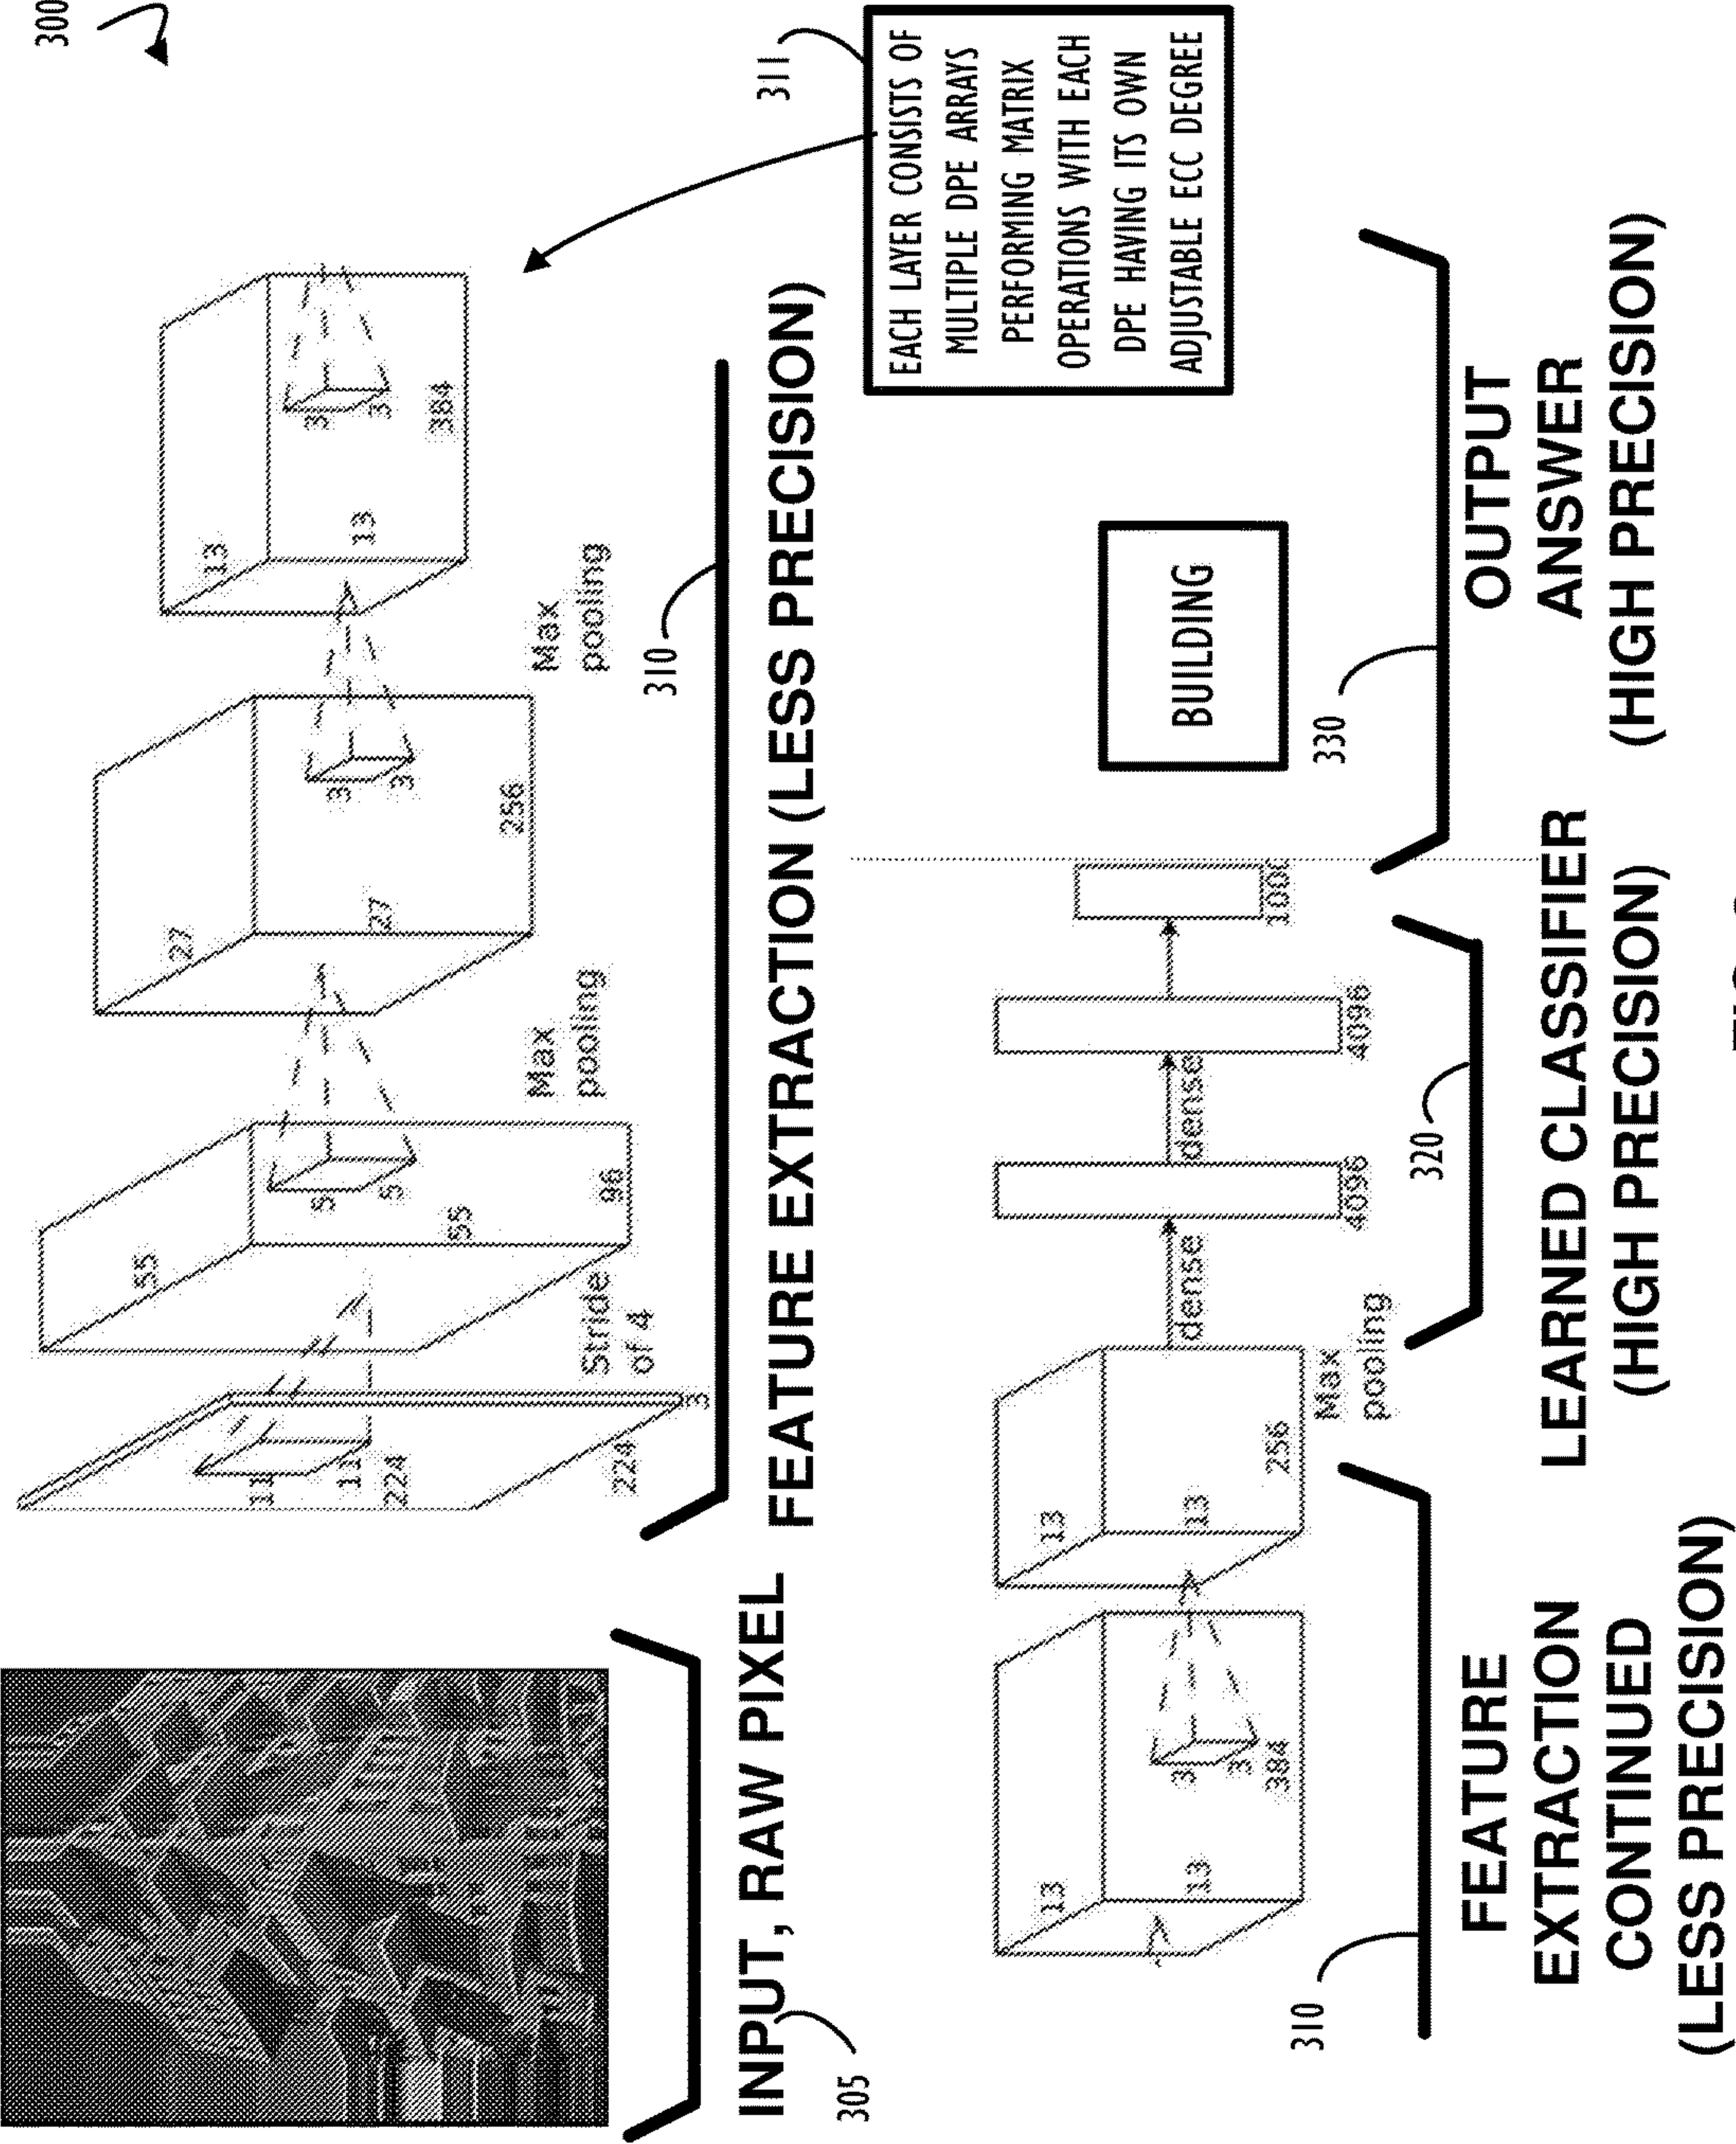 300
11
11
224
224
3
Stride
of 4
55
55
5
5
96
Max
pooling
27
27
3
3
256
Max
pooling
13
13
3
3
384
INPUT, RAW PIXEL
305
FEATURE EXTRACTION (LESS PRECISION)
310
311
EACH LAYER CONSISTS OF
MULTIPLE DPE ARRAYS
PERFORMING MATRIX
OPERATIONS WITH EACH
DPE HAVING ITS OWN
ADJUSTABLE ECC DEGREE
13
13
3
3
384
13
13
256
Max
pooling
dense
4096
dense
4096
BUILDING
310
FEATURE
EXTRACTION
CONTINUED
(LESS PRECISION)
320
LEARNED CLASSIFIER
(HIGH PRECISION)
330
OUTPUT
ANSWER
(HIGH PRECISION)